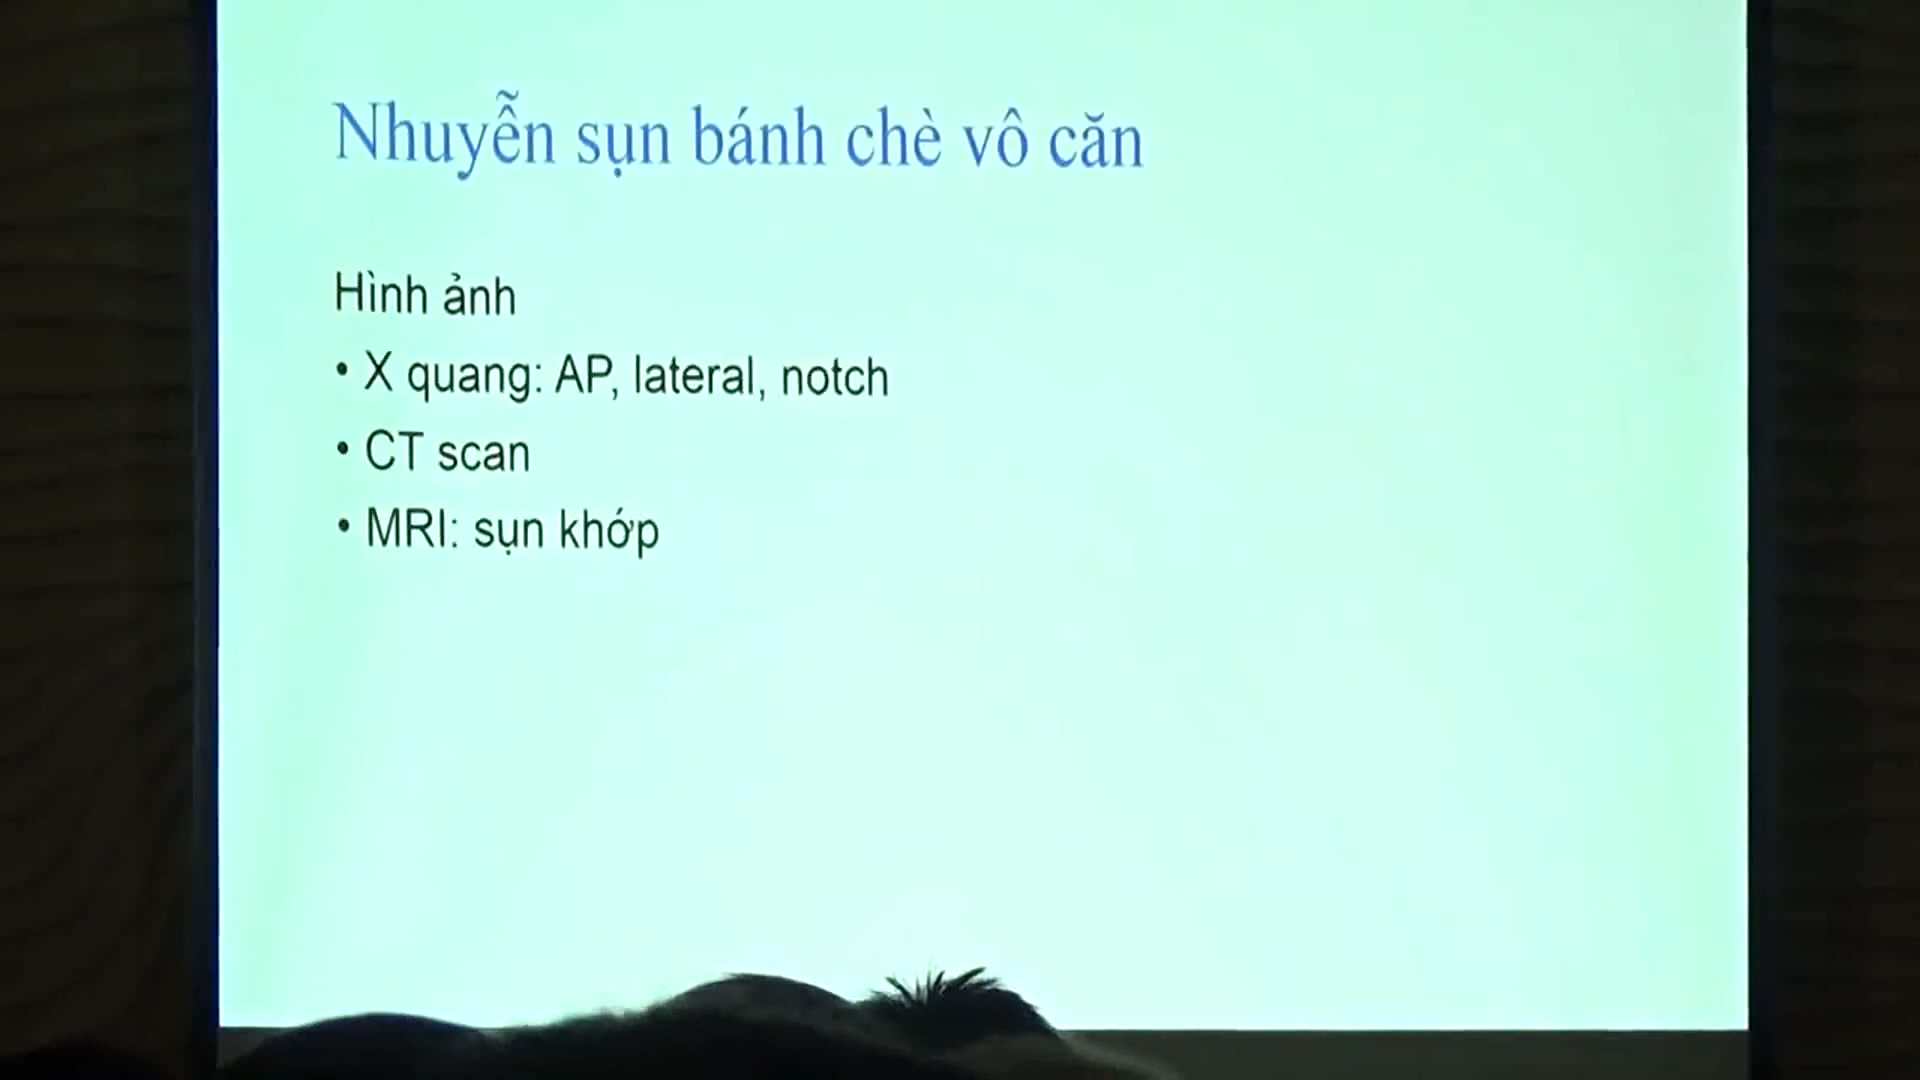 Nhuyễn sụn bánh chè vô căn
Hình ảnh
• X quang: AP, lateral, notch
• CT scan
• MRI: sụn khớp